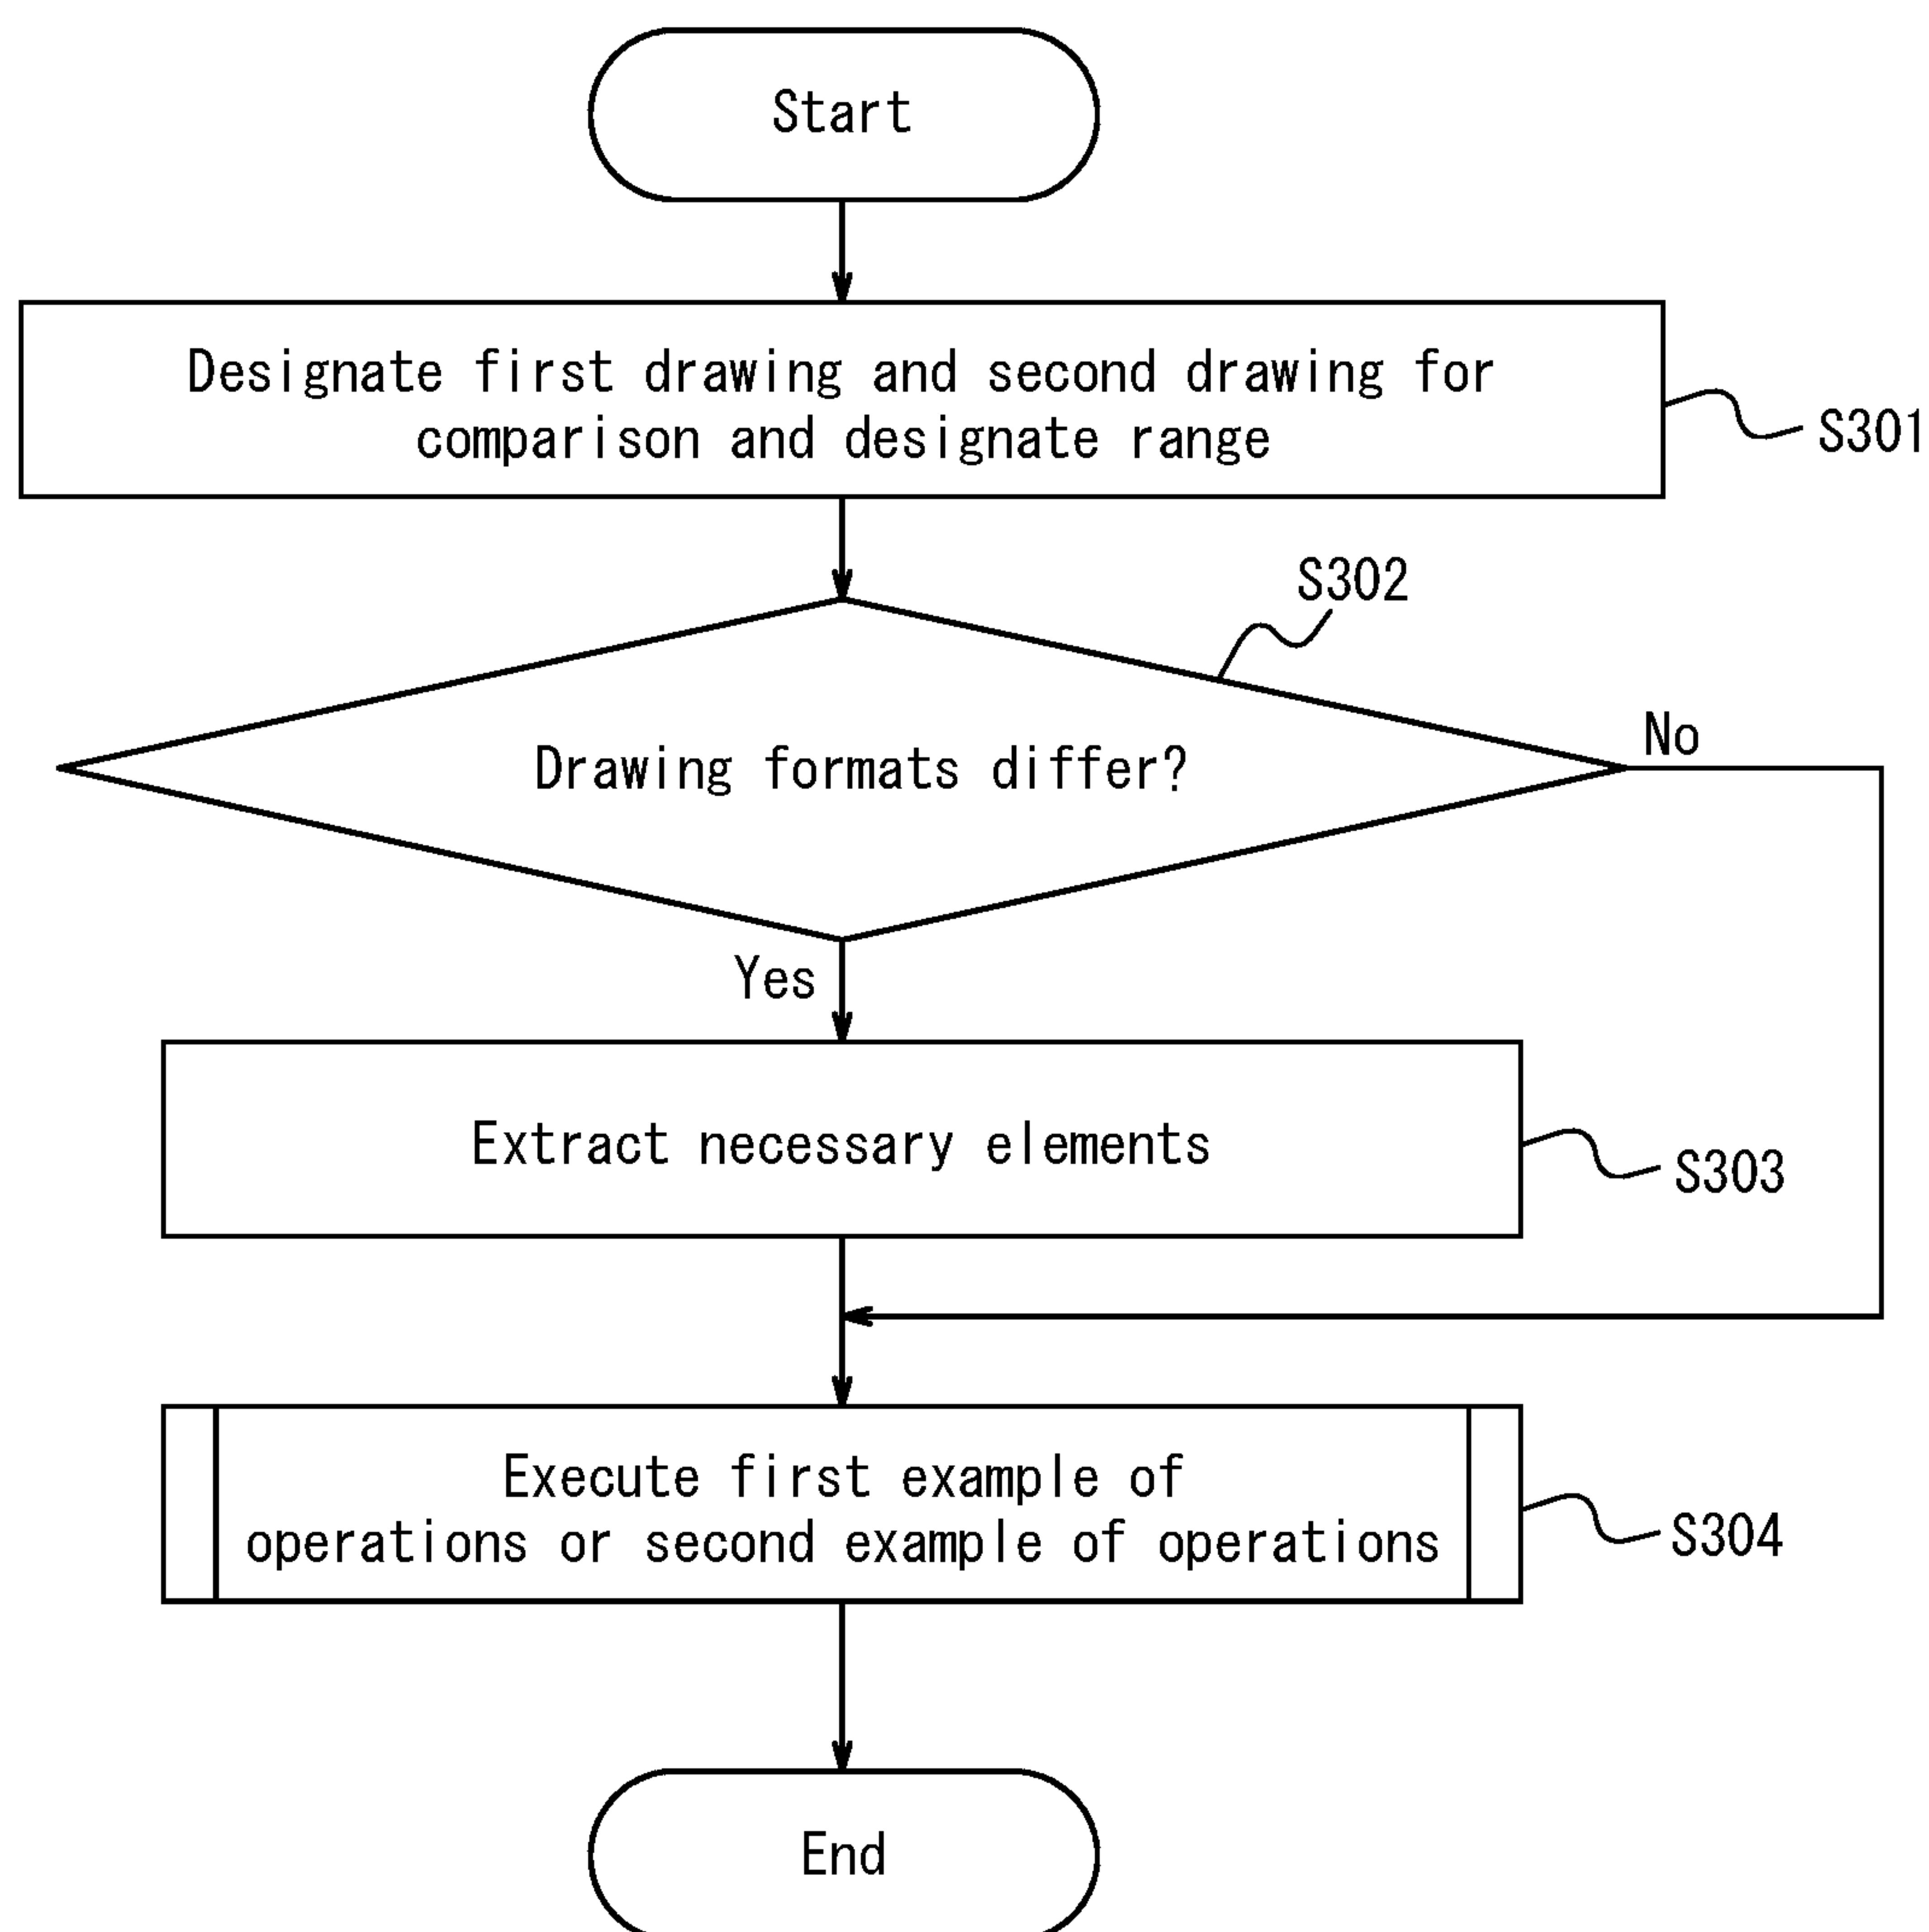 Start
Designate first drawing and second drawing for
comparison and designate range
S301
S302
Drawing formats differ?
No
Yes
Extract necessary elements
S303
Execute first example of
operations or second example of operations
S304
End